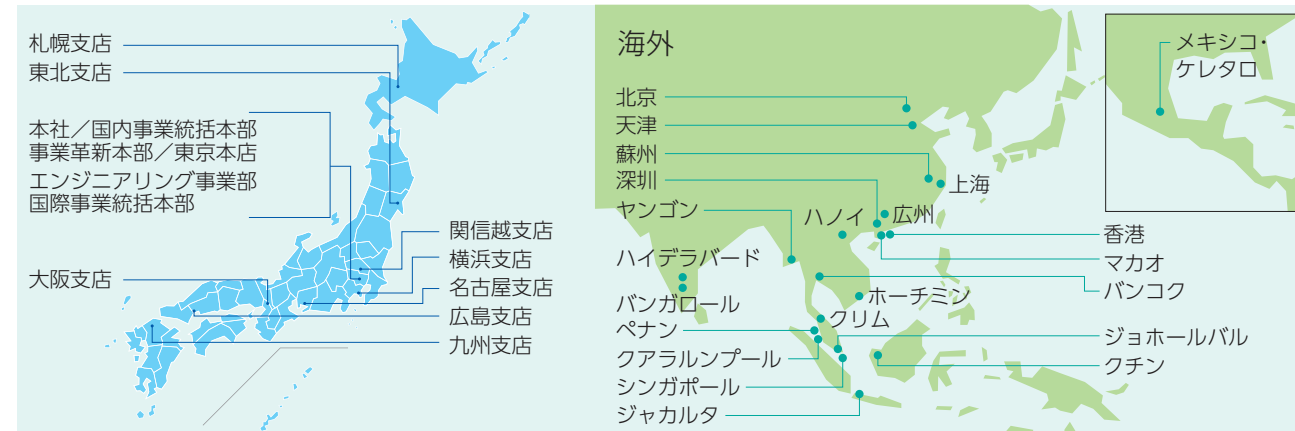 札幌支店
東北支店
本社／国内事業統括本部
事業革新本部／東京本店
エンジニアリング事業部
国際事業統括本部
大阪支店
関信越支店
横浜支店
名古屋支店
広島支店
九州支店
海外
北京
天津
蘇州
深圳
ヤンゴン
ハイデラバード
バンガロール
ペナン
クアラルンプール
シンガポール
ジャカルタ
上海
ハノイ
広州
ホーチミン
クリム
香港
マカオ
バンコク
ジョホールバル
クチン
メキシコ・
ケレタロ